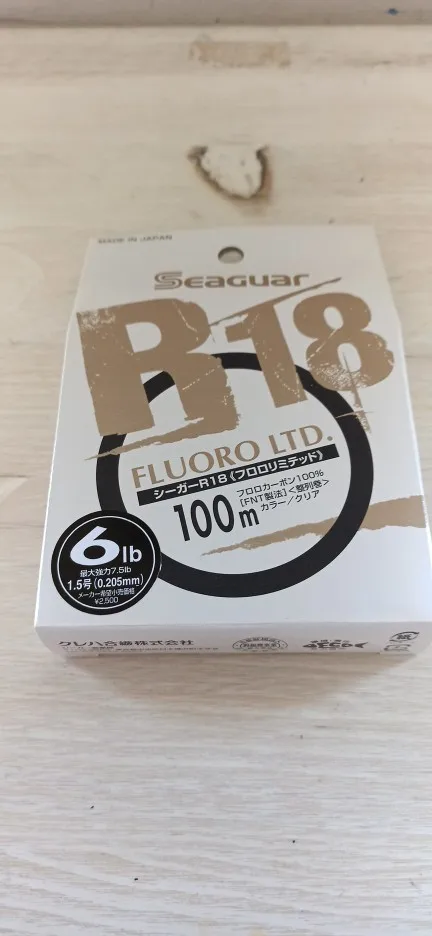 MADE IN JAPAN
Seaguar
R18
FLUORO LTD.
シーガーR18《フロロリミテッド》
100m
フロロカーボン100%
[FNT製法]<整列巻>
カラー/クリア
6lb
最大強力7.5lb
1.5号(0.205mm)
メーカー希望小売価格
¥2,500
クレハ合繊株式会社
紙